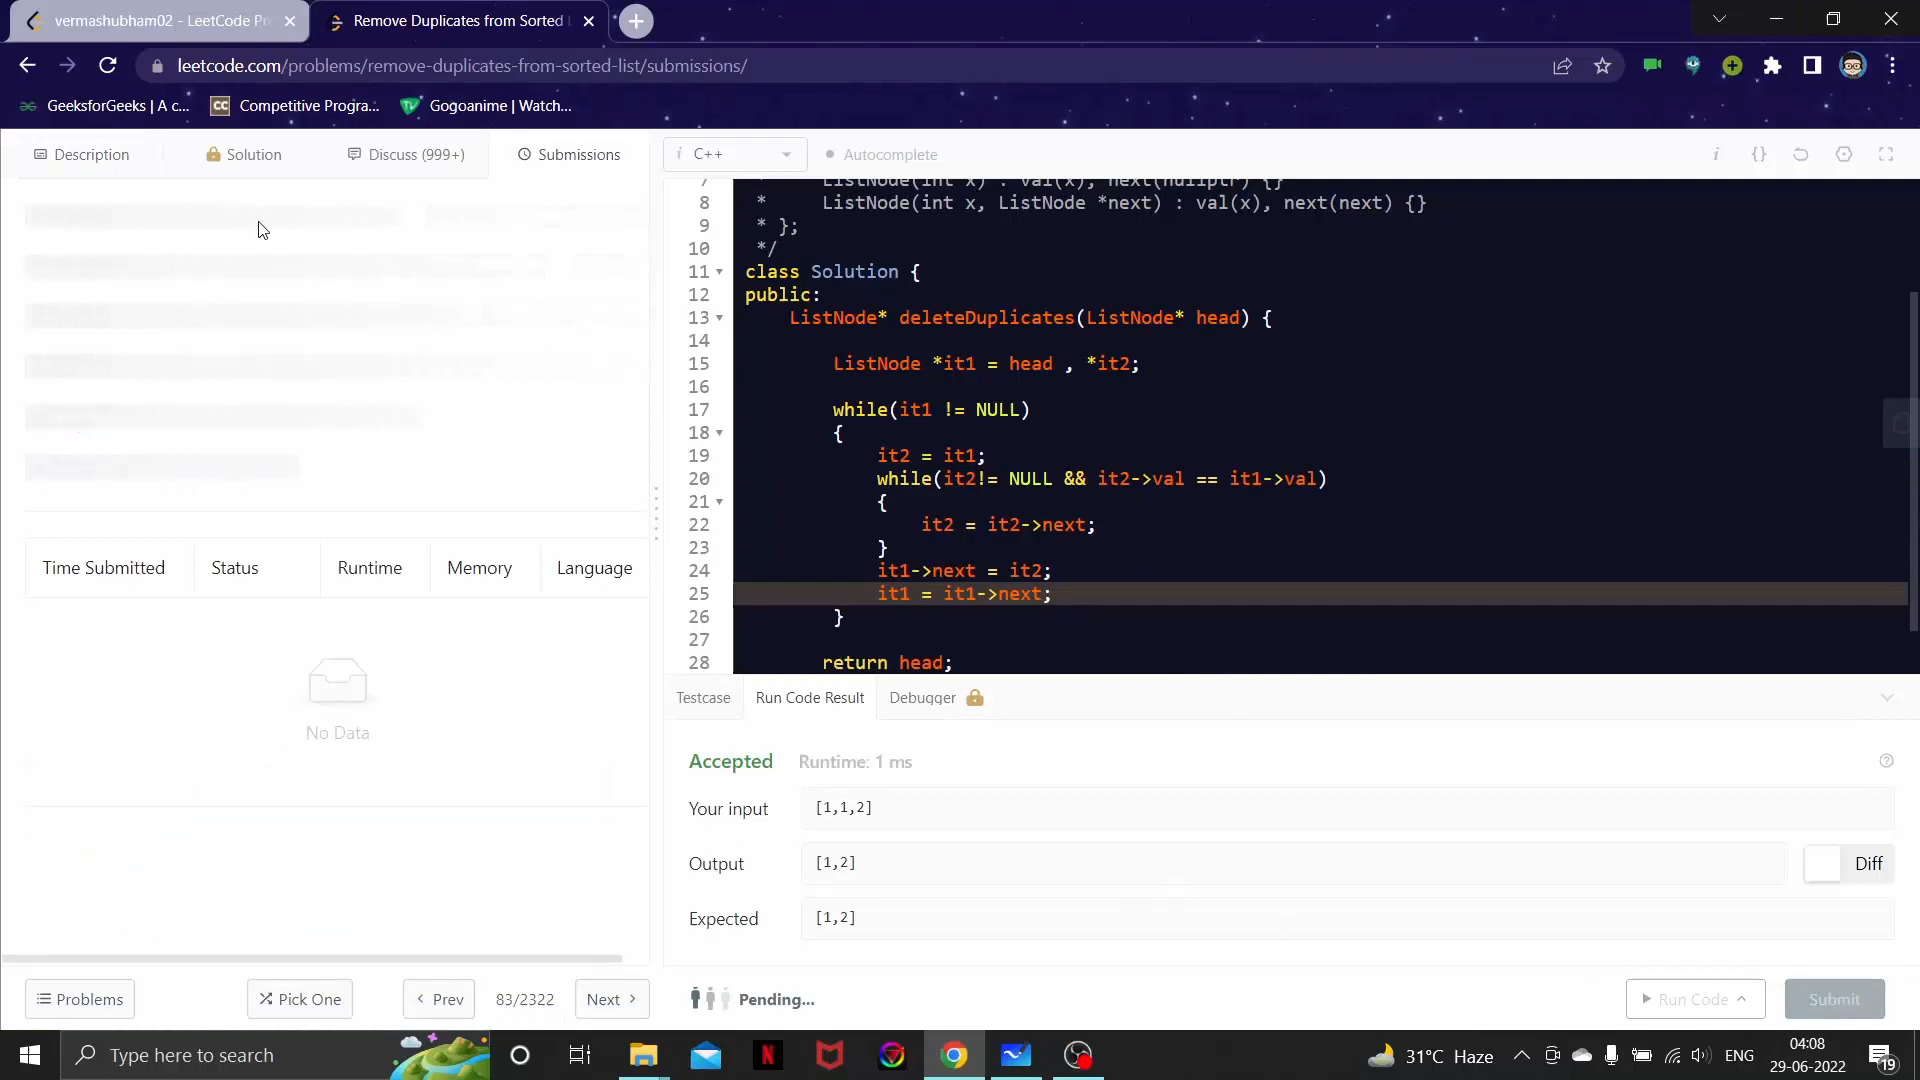 vermashubham02 - LeetCode Pr
Remove Duplicates from Sorted
leetcode.com/problems/remove-duplicates-from-sorted-list/submissions/
GeeksforGeeks | A c...
CC
Competitive Progra...
Gogoanime | Watch...
Description
Solution
Discuss (999+)
Submissions
i C++
Autocomplete
7 * ListNode(int x) : val(x), next(nullptr) {}
8 * ListNode(int x, ListNode *next) : val(x), next(next) {}
9 * };
10 */
11 class Solution {
12 public:
13 ListNode* deleteDuplicates(ListNode* head) {
14
15 ListNode *it1 = head , *it2;
16
17 while(it1 != NULL)
18 {
19 it2 = it1;
20 while(it2!= NULL && it2->val == it1->val)
21 {
22 it2 = it2->next;
23 }
24 it1->next = it2;
25 it1 = it1->next;
26 }
27
28 return head;
Time Submitted
Status
Runtime
Memory
Language
No Data
Testcase
Run Code Result
Debugger
Accepted
Runtime: 1 ms
Your input
[1,1,2]
Output
[1,2]
Diff
Expected
[1,2]
Problems
Pick One
Prev
83/2322
Next
Pending...
Run Code
Submit
Type here to search
31°C Haze
ENG
04:08
29-06-2022
19